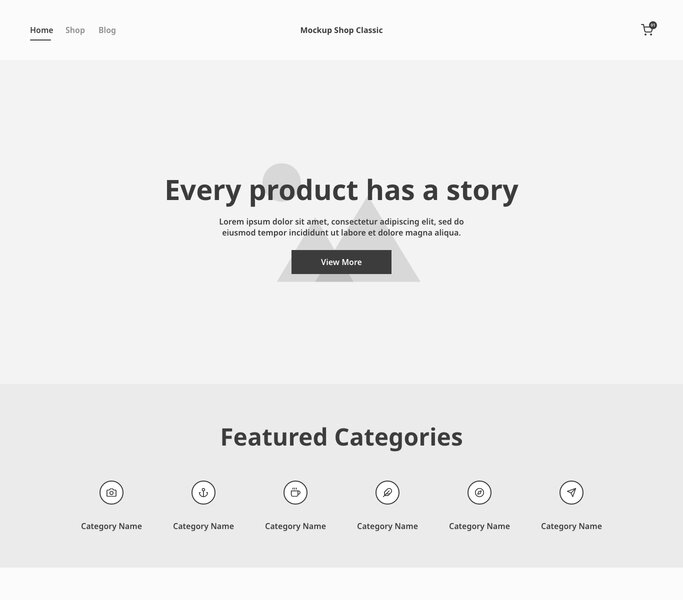 Home Shop Blog
Mockup Shop Classic
Every product has a story
Lorem ipsum dolor sit amet, consectetur adipiscing elit, sed do
eiusmod tempor incididunt ut labore et dolore magna aliqua.
View More
Featured Categories
Category Name
Category Name
Category Name
Category Name
Category Name
Category Name